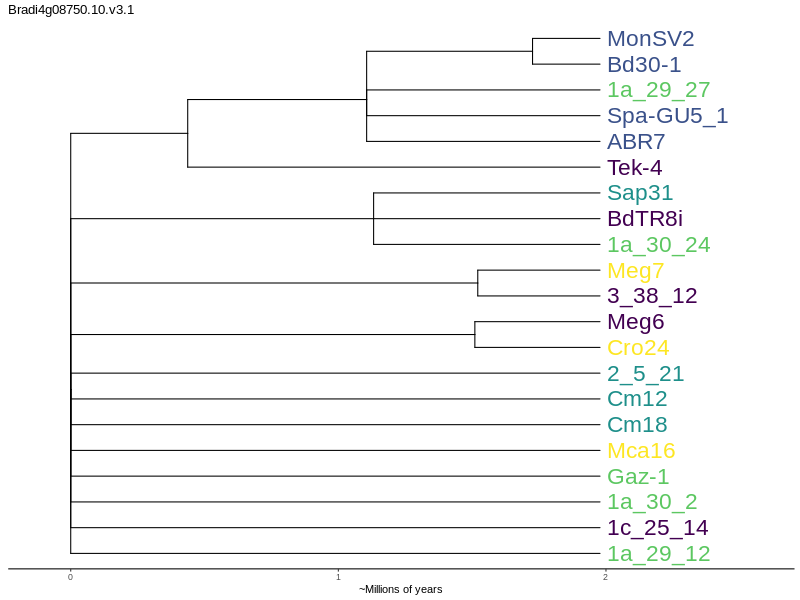 Bradi4g08750.10.v3.1
MonSV2
Bd30-1
1a_29_27
Spa-GU5_1
ABR7
Tek-4
Sap31
BdTR8i
1a_30_24
Meg7
3_38_12
Meg6
Cro24
2_5_21
Cm12
Cm18
Mca16
Gaz-1
1a_30_2
1c_25_14
1a_29_12
0 1 2
~Millions of years